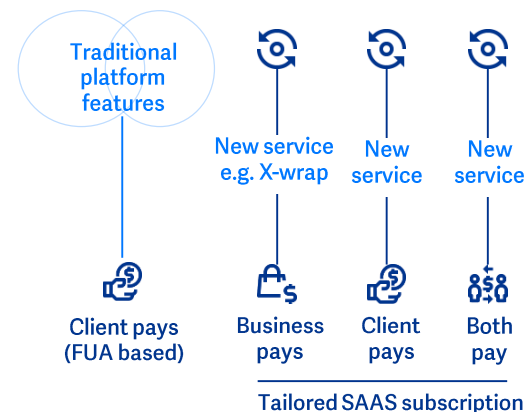 Traditional
platform
features
New service
e.g. X-wrap
New
service
New
service
Client pays
(FUA based)
Business
pays
Client
pays
Both
pay
Tailored SAAS subscription